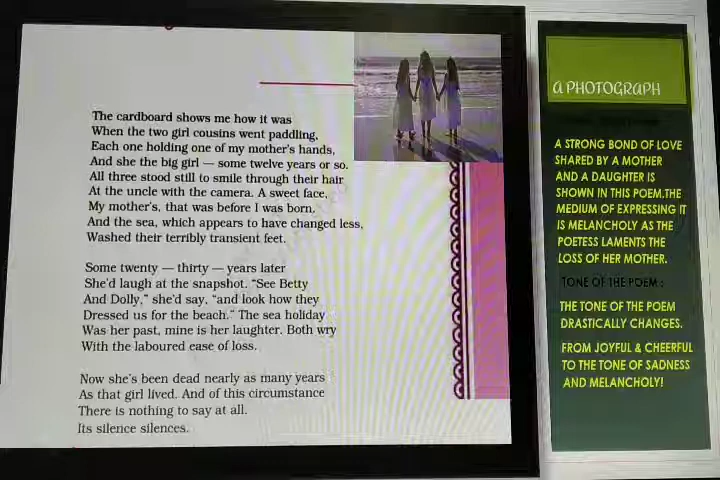 The cardboard shows me how it was
When the two girl cousins went paddling,
Each one holding one of my mother's hands,
And she the big girl — some twelve years or so.
All three stood still to smile through their hair
At the uncle with the camera. A sweet face,
My mother's, that was before I was born.
And the sea, which appears to have changed less,
Washed their terribly transient feet.
Some twenty — thirty — years later
She'd laugh at the snapshot. "See Betty
And Dolly," she'd say, "and look how they
Dressed us for the beach." The sea holiday
Was her past, mine is her laughter. Both wry
With the laboured ease of loss.
Now she's been dead nearly as many years
As that girl lived. And of this circumstance
There is nothing to say at all.
Its silence silences.
A PHOTOGRAPH
A STRONG BOND OF LOVE
SHARED BY A MOTHER
AND A DAUGHTER IS
SHOWN IN THIS POEM.THE
MEDIUM OF EXPRESSING IT
IS MELANCHOLY AS THE
POETESS LAMENTS THE
LOSS OF HER MOTHER.
TONE OF THE POEM :
THE TONE OF THE POEM
DRASTICALLY CHANGES.
FROM JOYFUL & CHEERFUL
TO THE TONE OF SADNESS
AND MELANCHOLY!